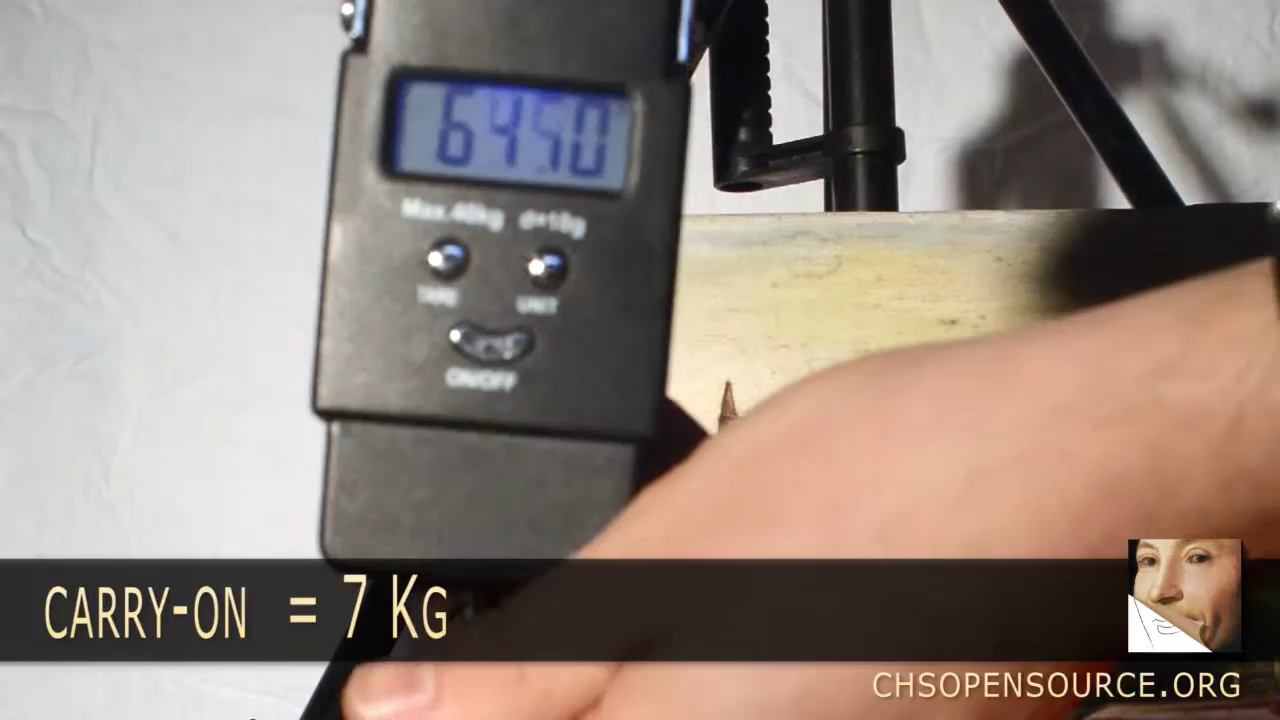 6450
Max.40kg d=10g
TARE UNIT
ON/OFF
CARRY-ON = 7 KG
CHSOPENSOURCE.ORG